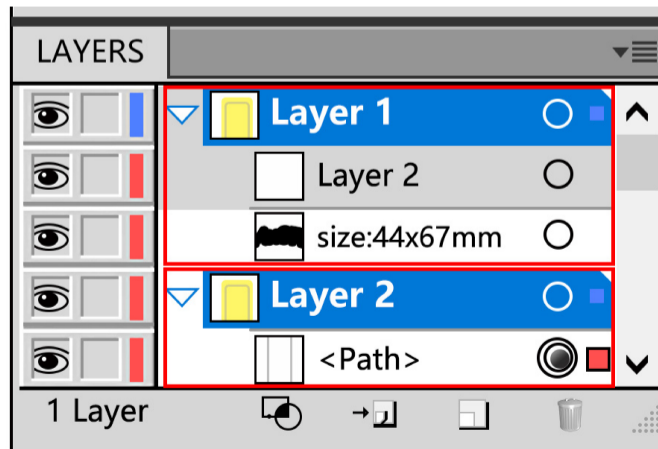 LAYERS
Layer 1
Layer 2
size:44x67mm
Layer 2
<Path>
1 Layer